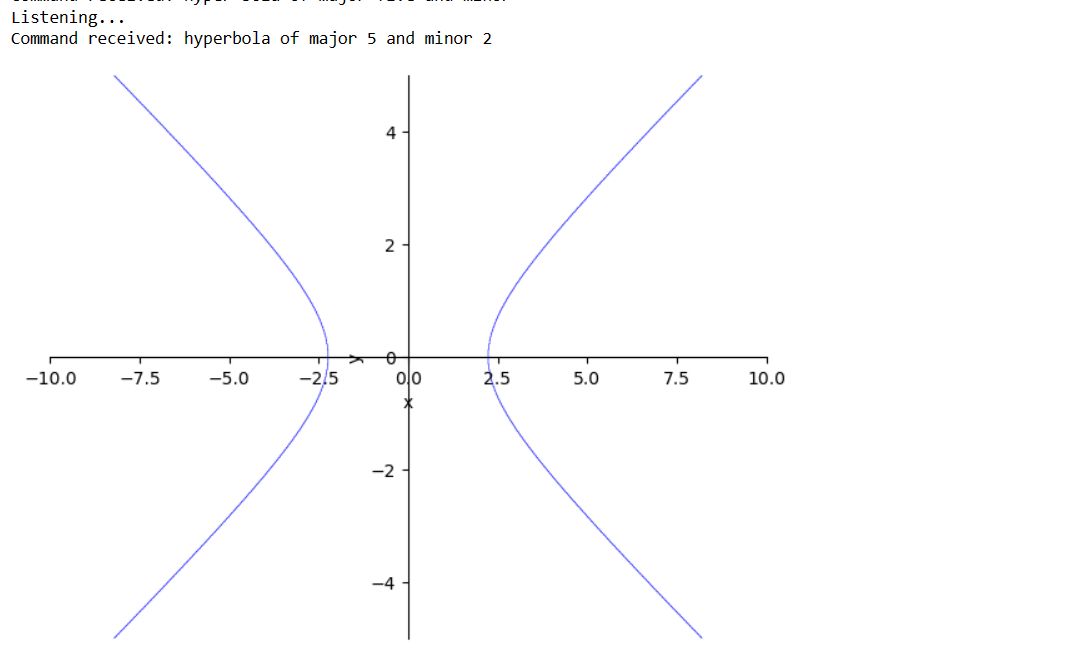 Listening...
Command received: hyperbola of major 5 and minor 2
4
2
0
y
−10.0 −7.5 −5.0 −2.5 0.0 2.5 5.0 7.5 10.0
x
−2
−4